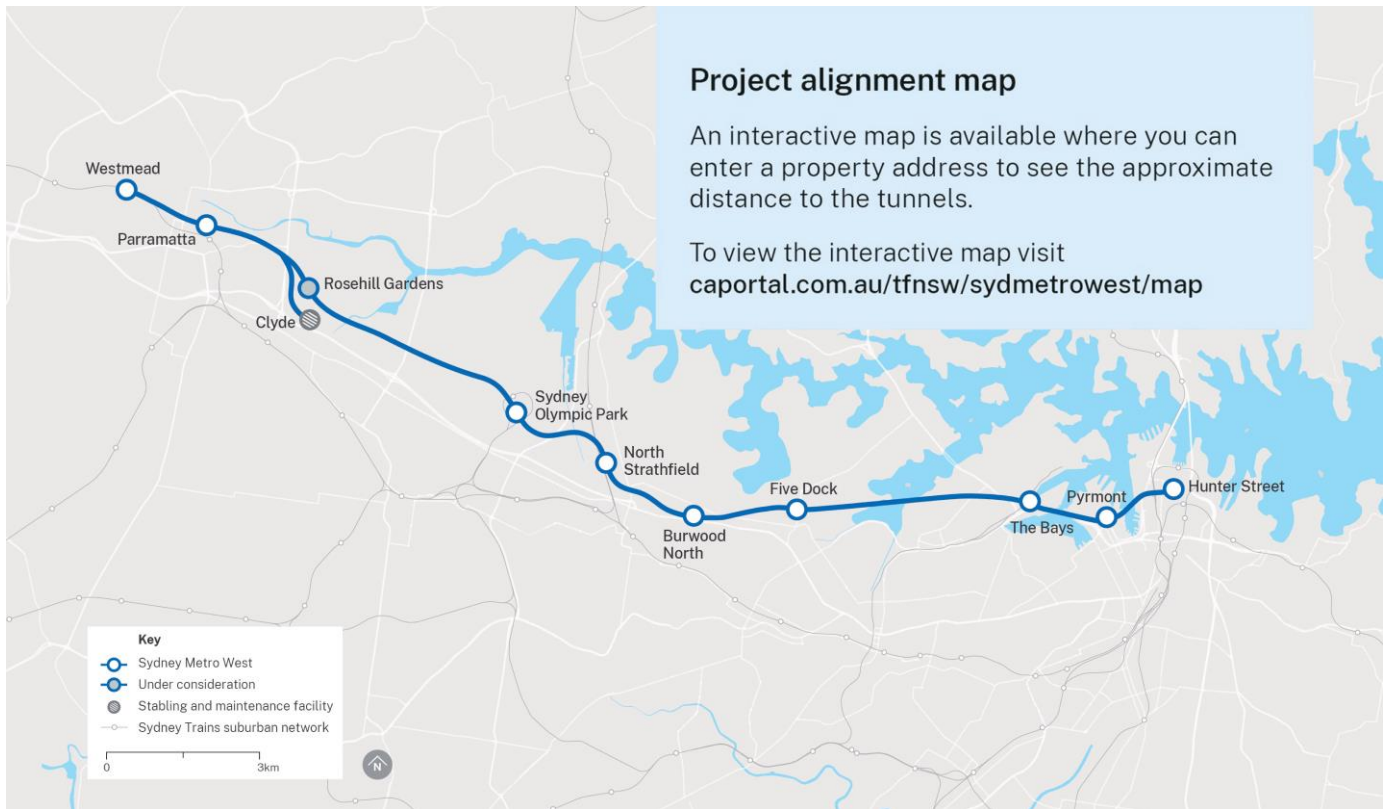 Project alignment map
An interactive map is available where you can
enter a property address to see the approximate
distance to the tunnels.
To view the interactive map visit
caportal.com.au/tfnsw/sydmetrowest/map
Westmead
Parramatta
Rosehill Gardens
Clyde
Sydney
Olympic Park
North
Strathfield
Burwood
North
Five Dock
The Bays
Pyrmont
Hunter Street
Key
Sydney Metro West
Under consideration
Stabling and maintenance facility
Sydney Trains suburban network
0
3km
N